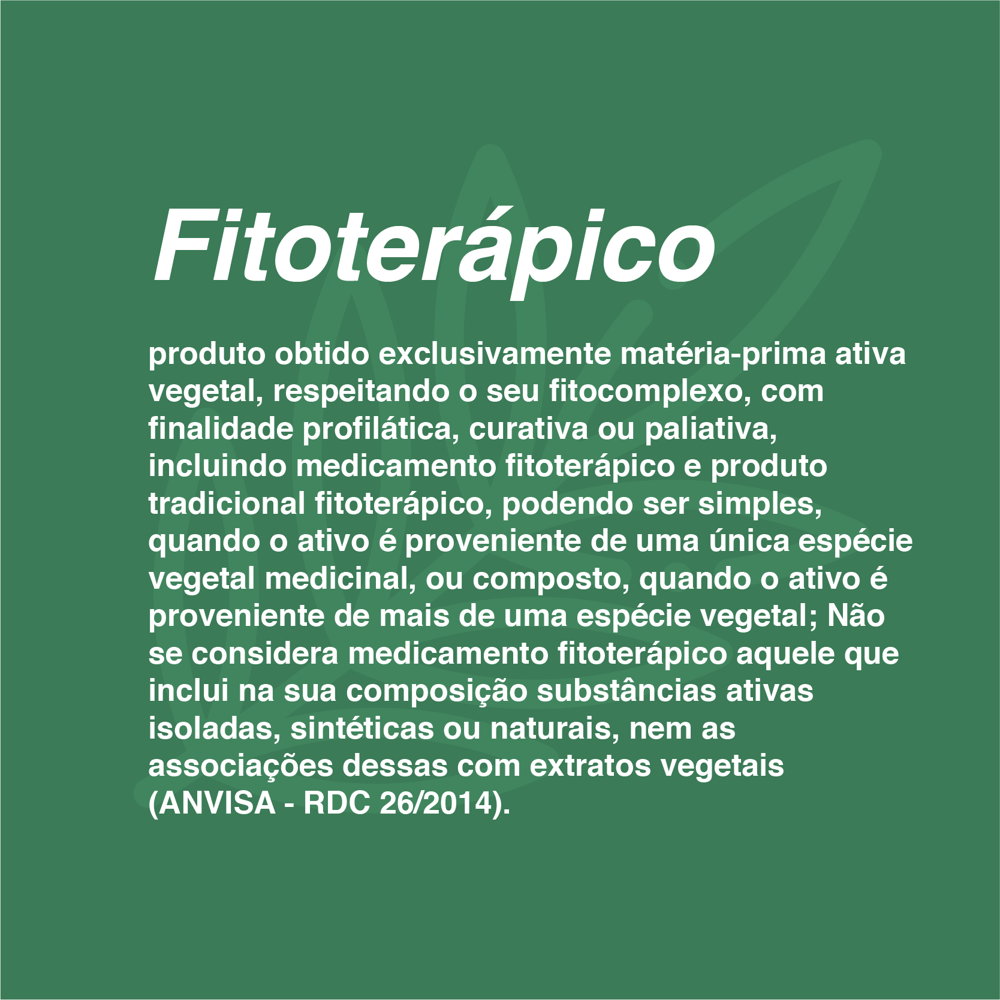 Fitoterápico
produto obtido exclusivamente matéria-prima ativa
vegetal, respeitando o seu fitocomplexo, com
finalidade profilática, curativa ou paliativa,
incluindo medicamento fitoterápico e produto
tradicional fitoterápico, podendo ser simples,
quando o ativo é proveniente de uma única espécie
vegetal medicinal, ou composto, quando o ativo é
proveniente de mais de uma espécie vegetal; Não
se considera medicamento fitoterápico aquele que
inclui na sua composição substâncias ativas
isoladas, sintéticas ou naturais, nem as
associações dessas com extratos vegetais
(ANVISA - RDC 26/2014).